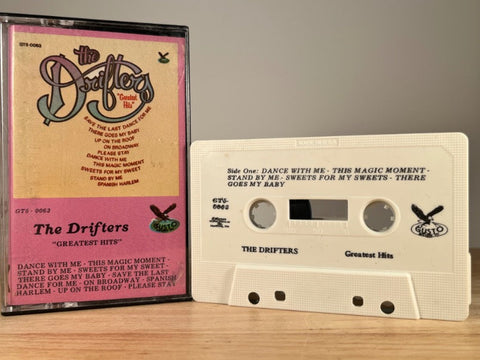 GTS-0063
the
Drifters
"Greatest
Hits"
SAVE THE LAST DANCE FOR ME
THERE GOES MY BABY
UP ON THE ROOF
ON BROADWAY
PLEASE STAY
DANCE WITH ME
THIS MAGIC MOMENT
SWEETS FOR MY SWEET
STAND BY ME
SPANISH HARLEM
GTS - 0062
GUSTO
The Drifters
"GREATEST HITS"
DANCE WITH ME - THIS MAGIC MOMENT -
STAND BY ME - SWEETS FOR MY SWEET -
THERE GOES MY BABY - SAVE THE LAST
DANCE FOR ME - ON BROADWAY - SPANISH
HARLEM - UP ON THE ROOF - PLEASE STAY
Side One: DANCE WITH ME - THIS MAGIC MOMENT -
STAND BY ME - SWEETS FOR MY SWEETS - THERE
GOES MY BABY
GTS-
0062
GUSTO
THE DRIFTERS
Greatest Hits